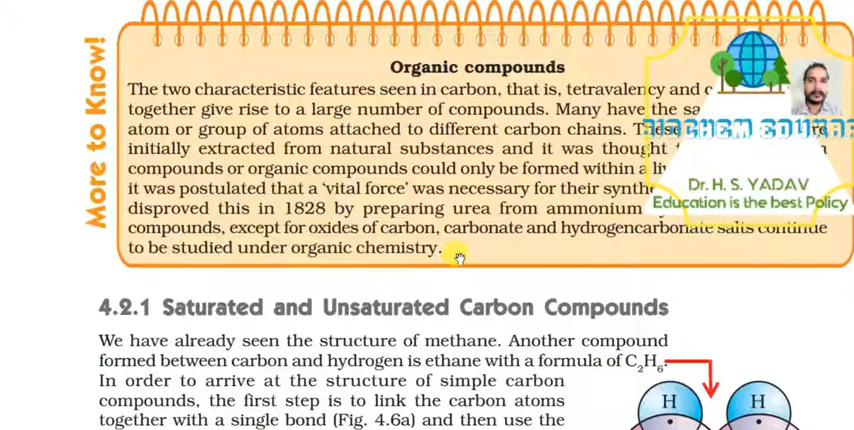 More to Know!
Organic compounds
The two characteristic features seen in carbon, that is, tetravalency and
together give rise to a large number of compounds. Many have the
atom or group of atoms attached to different carbon chains. These
initially extracted from natural substances and it was thought
compounds or organic compounds could only be formed within a
it was postulated that a ‘vital force’ was necessary for their
disproved this in 1828 by preparing urea from ammonium
compounds, except for oxides of carbon, carbonate and hydrogencarbonate salts continue
to be studied under organic chemistry.
Dr. H. S. YADAV
Education is the best Policy
4.2.1 Saturated and Unsaturated Carbon Compounds
We have already seen the structure of methane. Another compound
formed between carbon and hydrogen is ethane with a formula of C₂H₆.
In order to arrive at the structure of simple carbon
compounds, the first step is to link the carbon atoms
together with a single bond (Fig. 4.6a) and then use the
H H